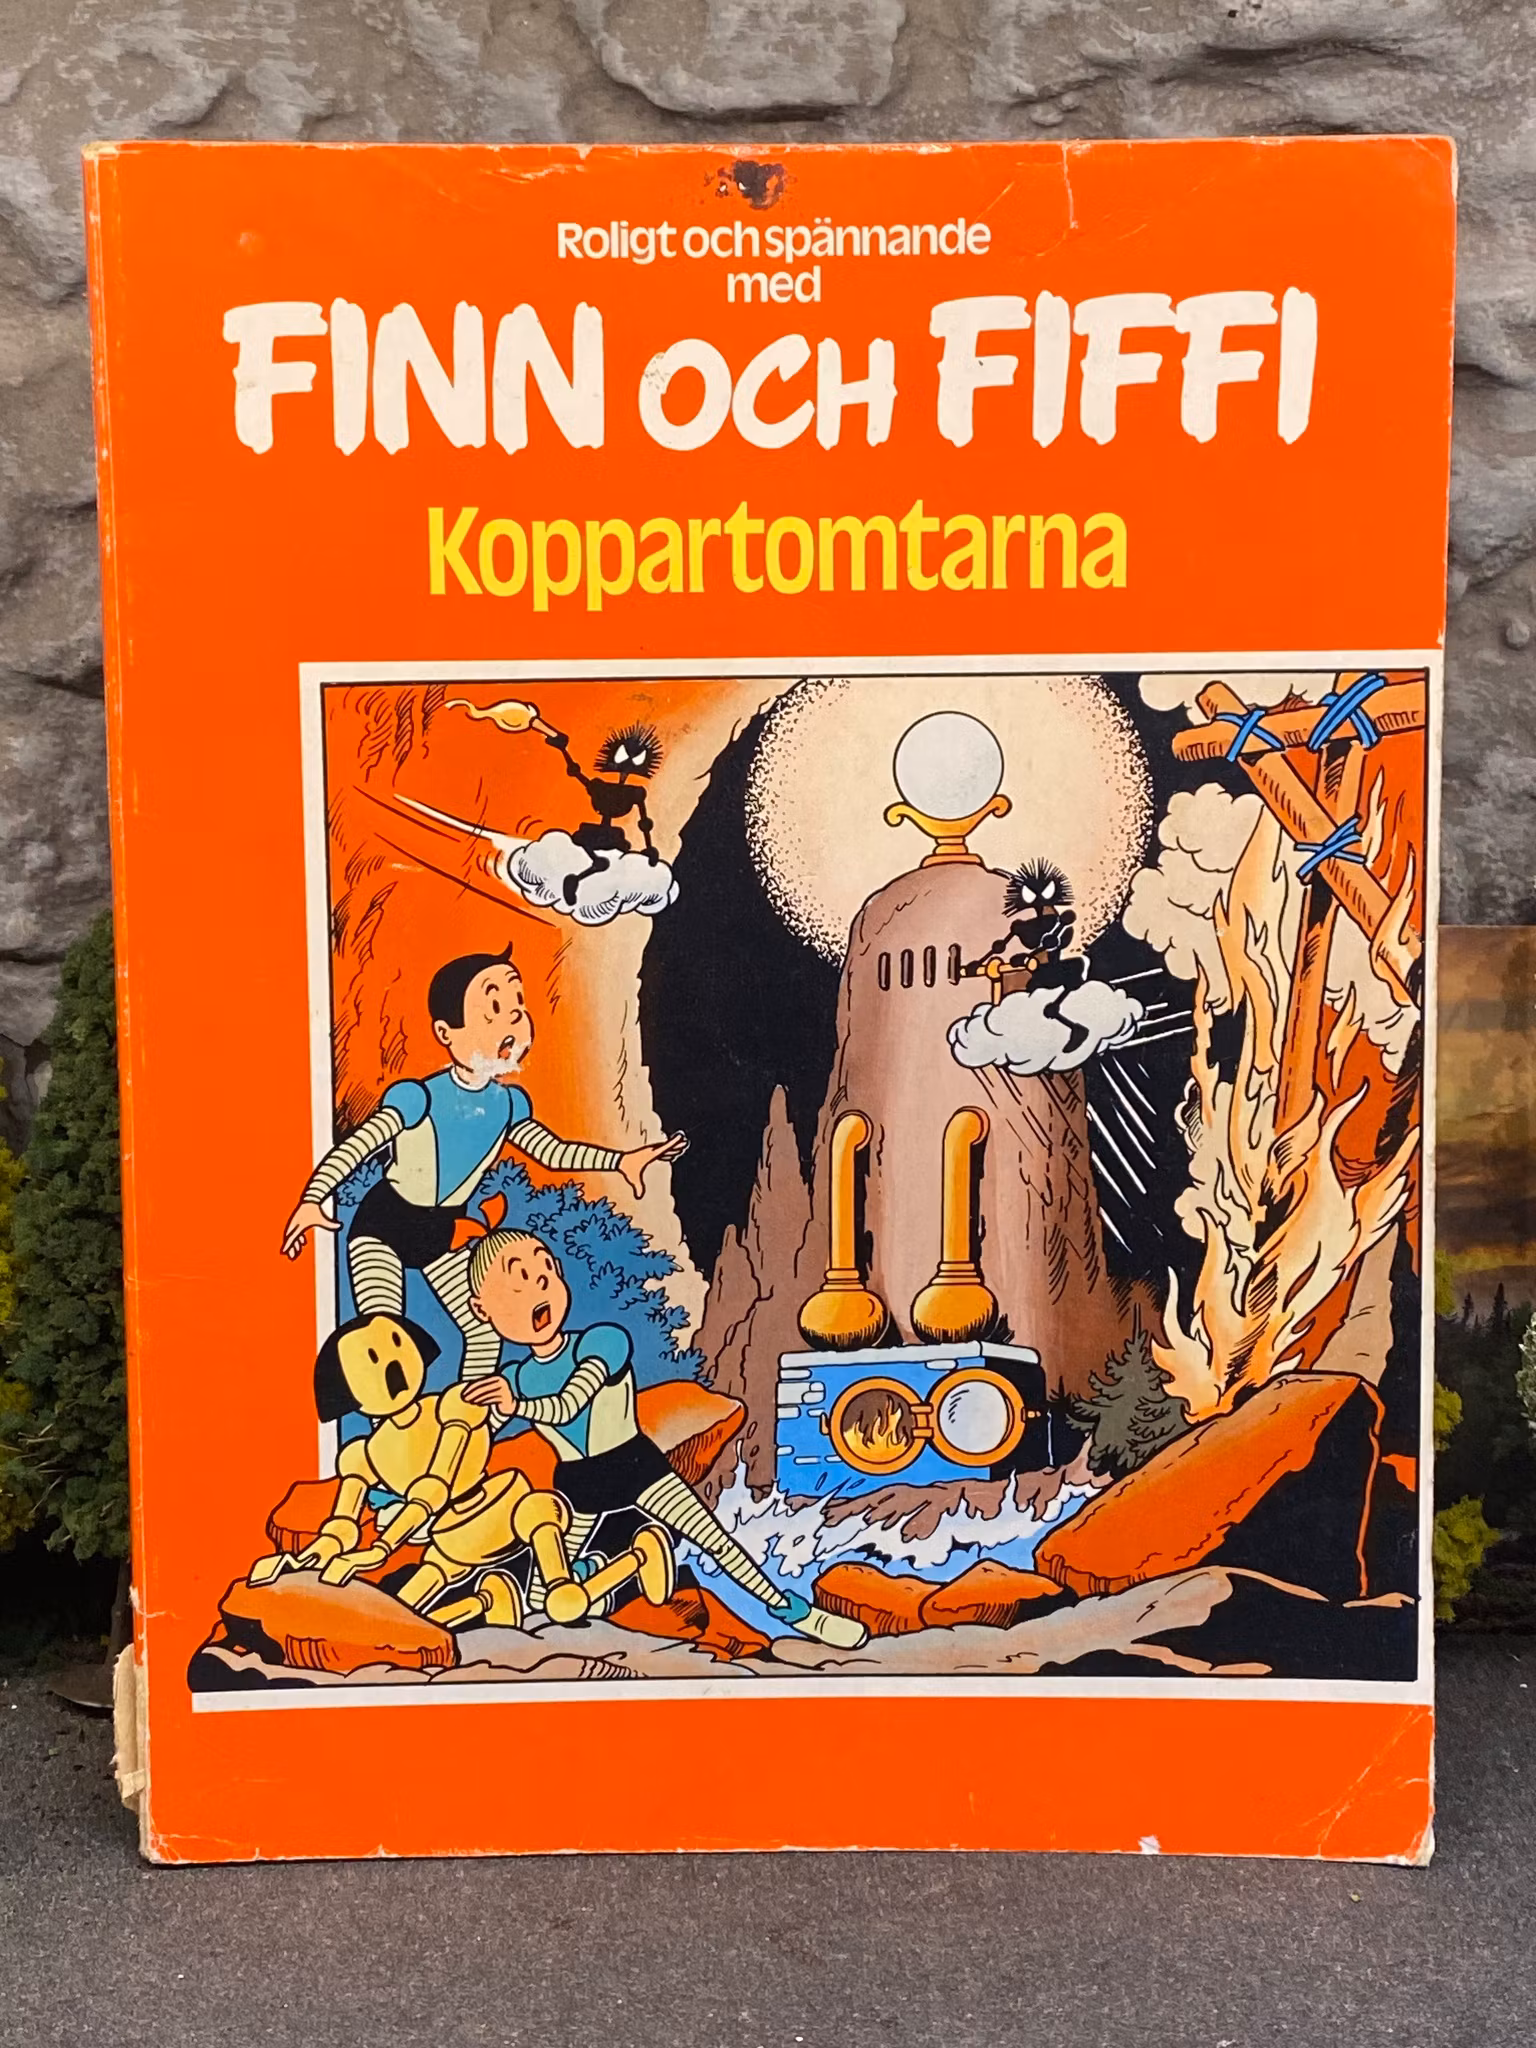 Roligt och spännande
med
FINN OCH FIFFI
Koppartomtarna